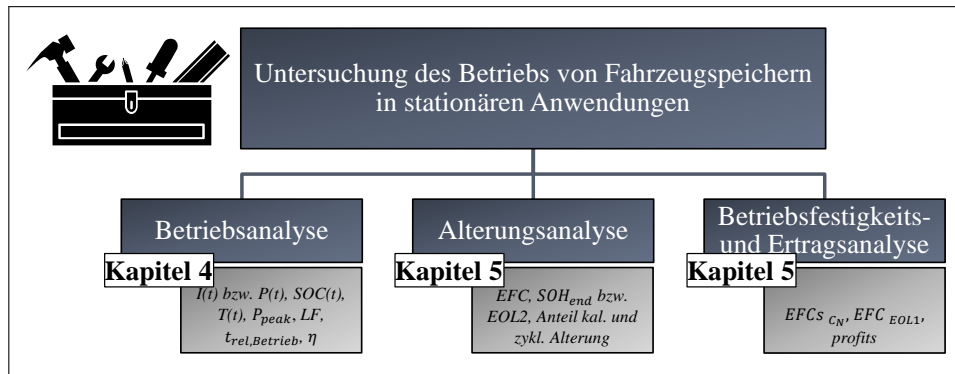 Untersuchung des Betriebs von Fahrzeugspeichern
in stationären Anwendungen
Betriebsanalyse
Kapitel 4
I(t) bzw. P(t), SOC(t),
T(t), P_peak, LF,
t_rel,Betrieb, η
Alterungsanalyse
Kapitel 5
EFC, SOH_end bzw.
EOL2, Anteil kal. und
zykl. Alterung
Betriebsfestigkeits-
und Ertragsanalyse
Kapitel 5
EFCs_C_N, EFC_EOL1,
profits